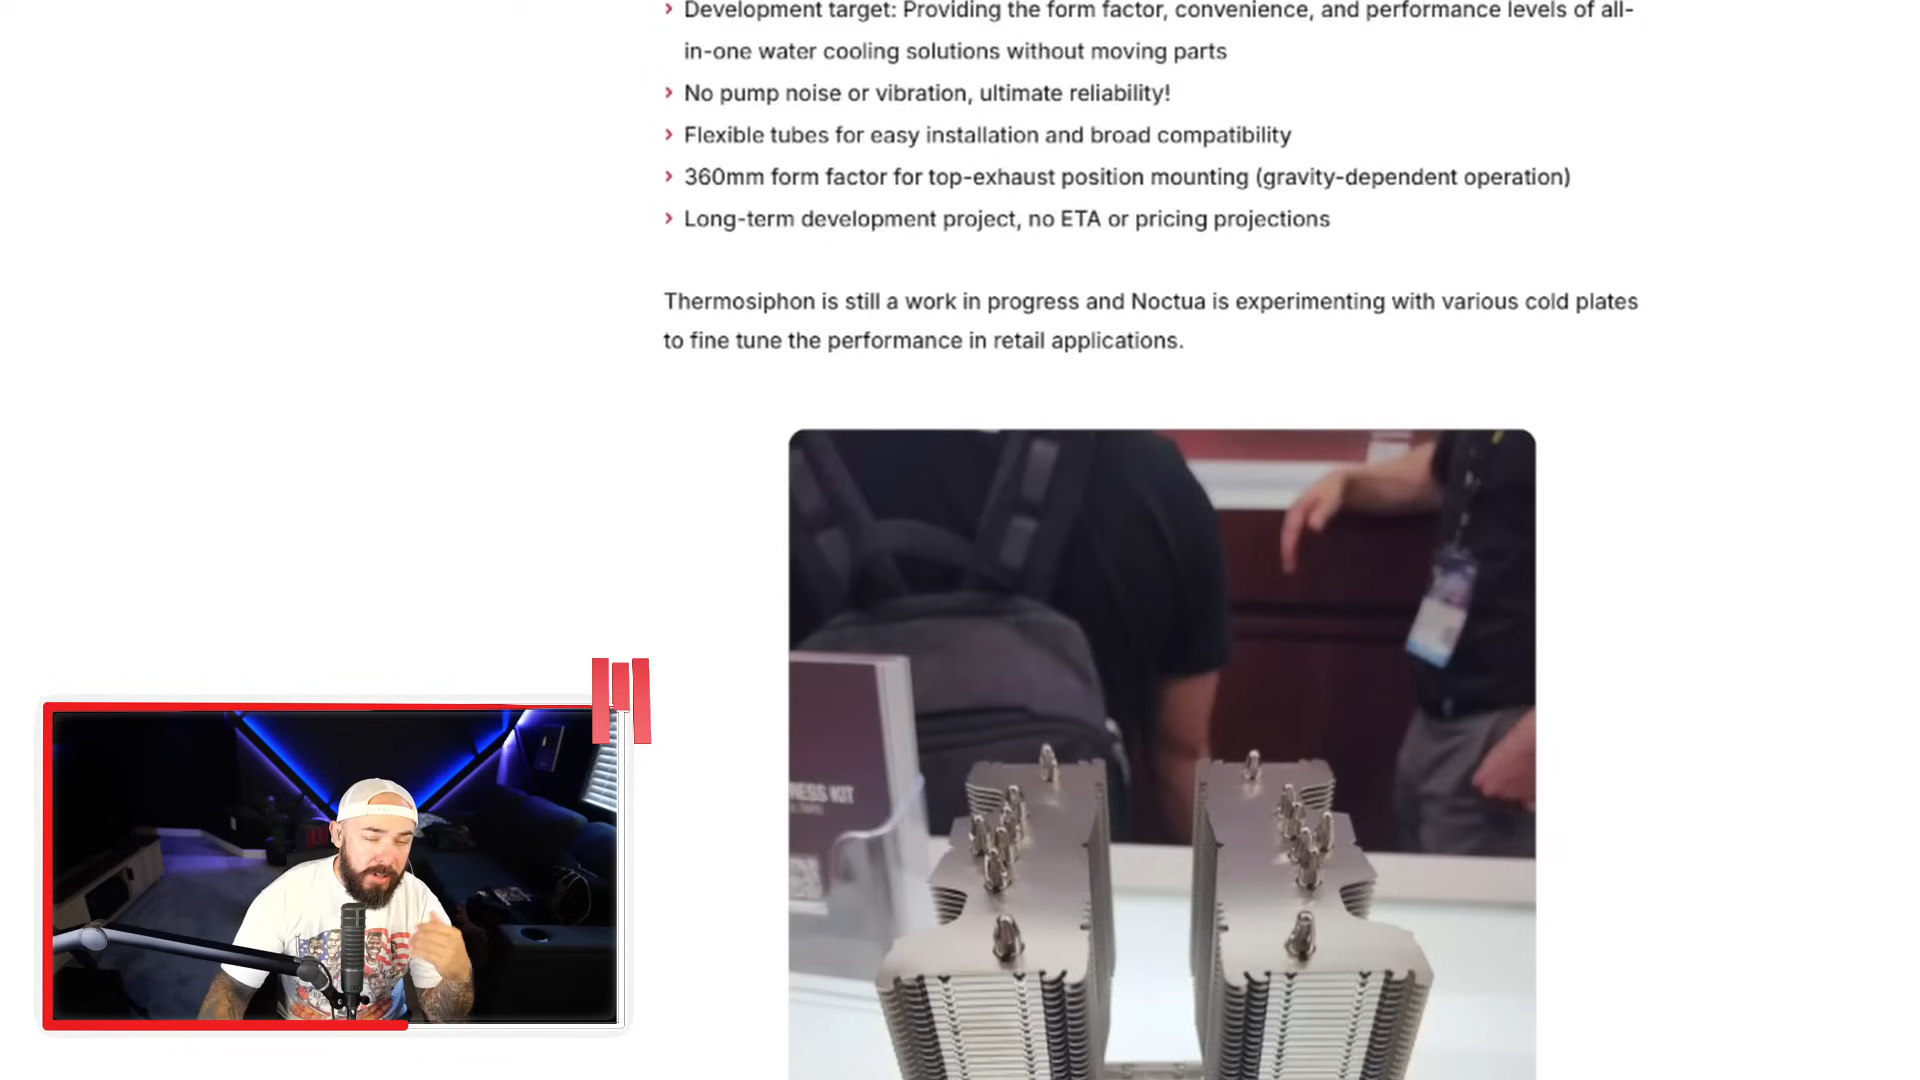 › Development target: Providing the form factor, convenience, and performance levels of all-
in-one water cooling solutions without moving parts
› No pump noise or vibration, ultimate reliability!
› Flexible tubes for easy installation and broad compatibility
› 360mm form factor for top-exhaust position mounting (gravity-dependent operation)
› Long-term development project, no ETA or pricing projections
Thermosiphon is still a work in progress and Noctua is experimenting with various cold plates
to fine tune the performance in retail applications.
RESS KIT